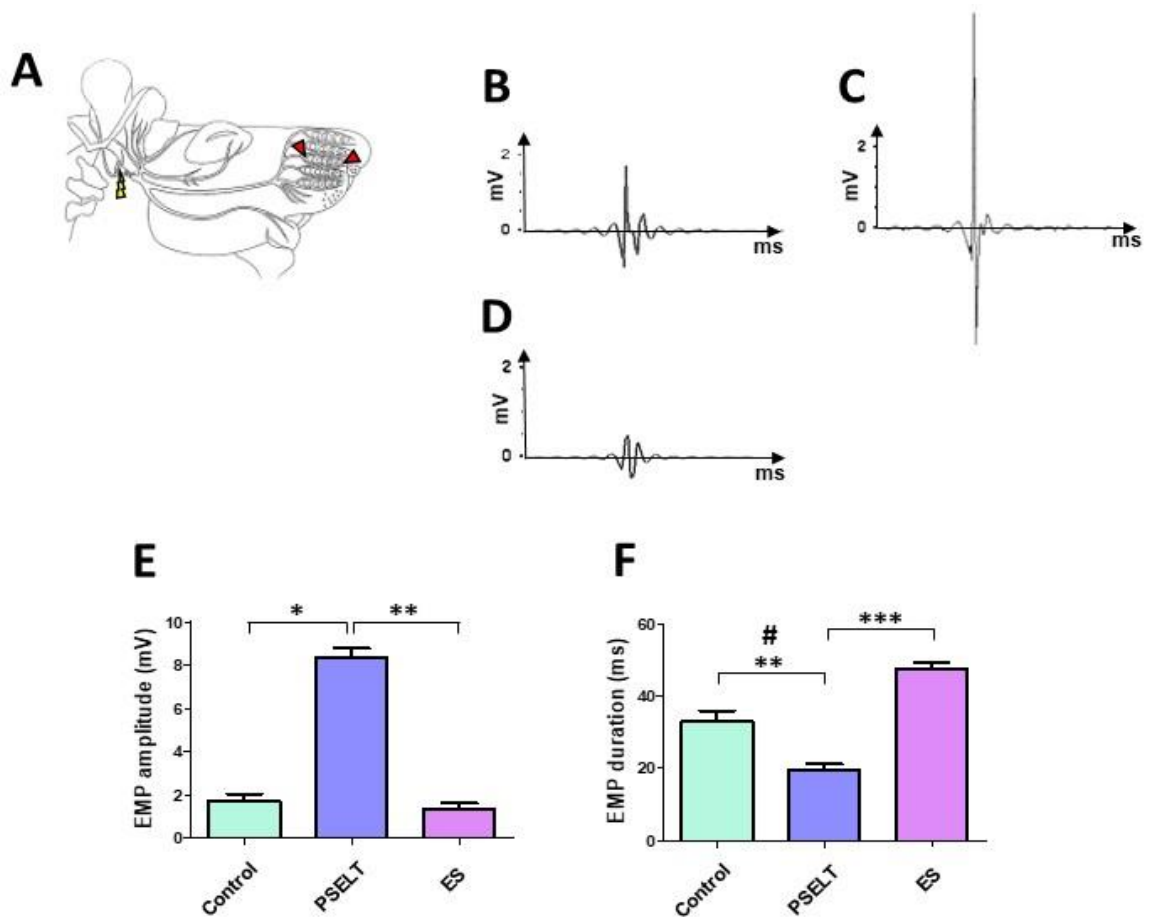 A
B
2
mV
0
ms
C
2
mV
0
ms
D
2
mV
0
ms
E
EMP amplitude (mV)
10
8
6
4
2
0
* **
Control PSELT ES
F
EMP duration (ms)
60
40
20
0
***
#
**
Control PSELT ES